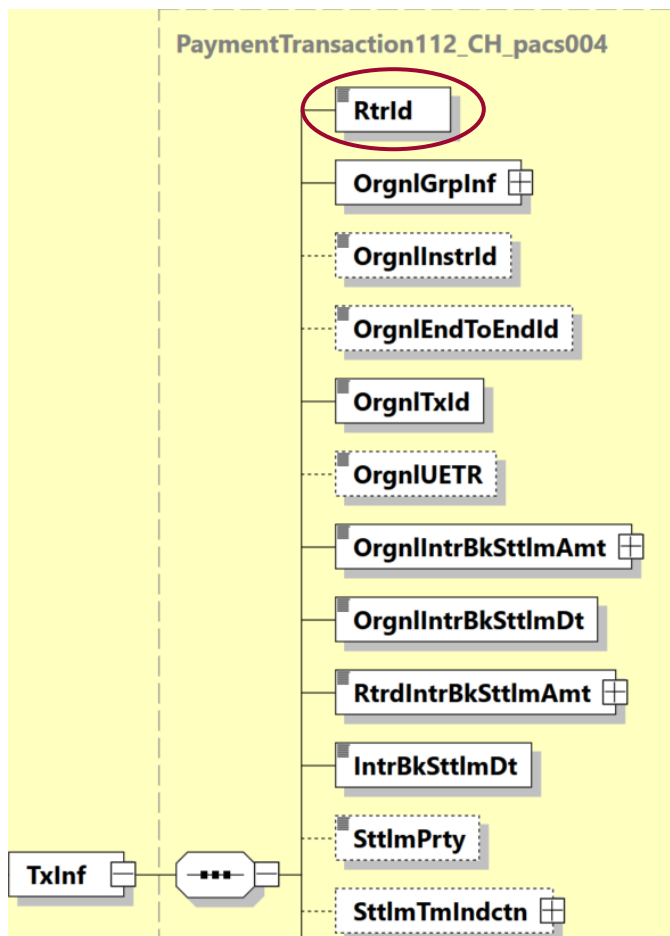 PaymentTransaction112_CH_pacs004
RtrId
OrgnlGrpInf
OrgnlInstrId
OrgnlEndToEndId
OrgnlTxId
OrgnlUETR
OrgnlIntrBkSttlmAmt
OrgnlIntrBkSttlmDt
RtrdIntrBkSttlmAmt
IntrBkSttlmDt
SttlmPrty
TxInf
SttlmTmIndctn